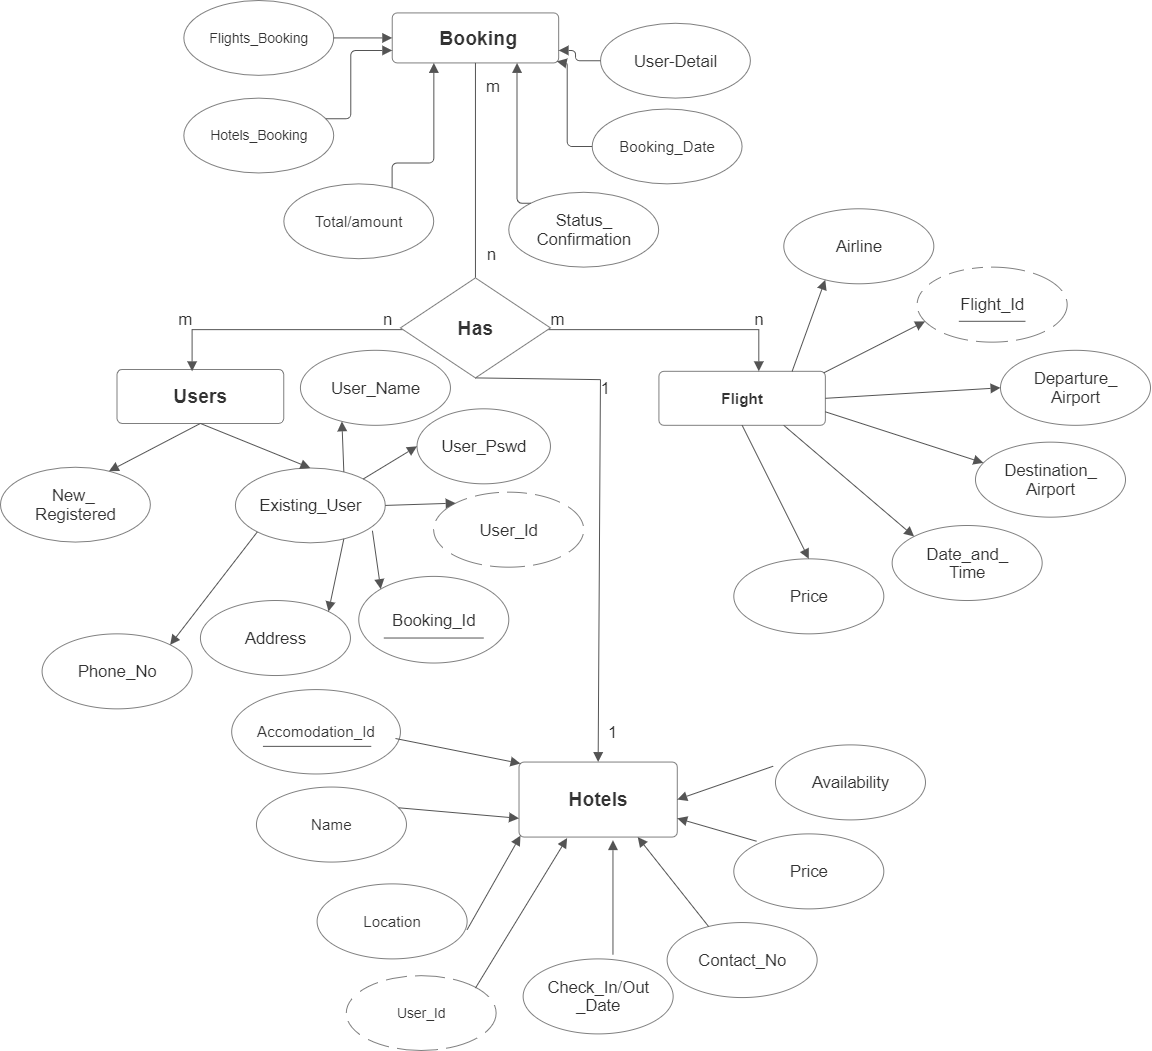 Booking
Flights_Booking
Hotels_Booking
Total/amount
User-Detail
Booking_Date
Status_
Confirmation
m
n
Has
m
n
m
n
1
1
Users
New_
Registered
Existing_User
User_Name
User_Pswd
User_Id
Booking_Id
Address
Phone_No
Flight
Airline
Flight_Id
Departure_
Airport
Destination_
Airport
Date_and_
Time
Price
Hotels
Accomodation_Id
Name
Location
User_Id
Check_In/Out
_Date
Contact_No
Price
Availability